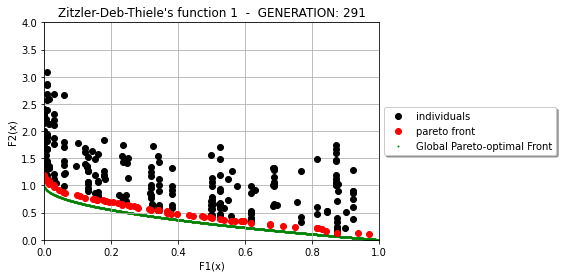 Zitzler-Deb-Thiele's function 1  -  GENERATION: 291
4.0
3.5
3.0
2.5
2.0
1.5
1.0
0.5
0.0
F2(x)
0.0 0.2 0.4 0.6 0.8 1.0
F1(x)
individuals
pareto front
Global Pareto-optimal Front